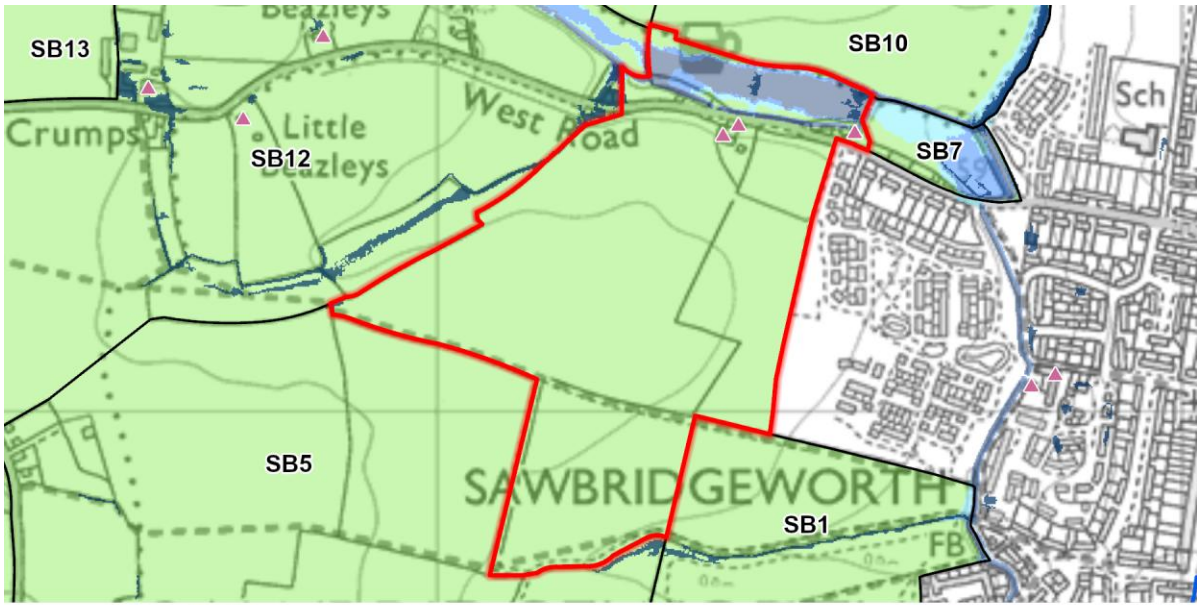 Beazleys
SB13
SB10
Sch
Crumps
West Road
Little
Beazleys
SB12
SB7
SB5
SAWBRIDGEWORTH
SB1
FB